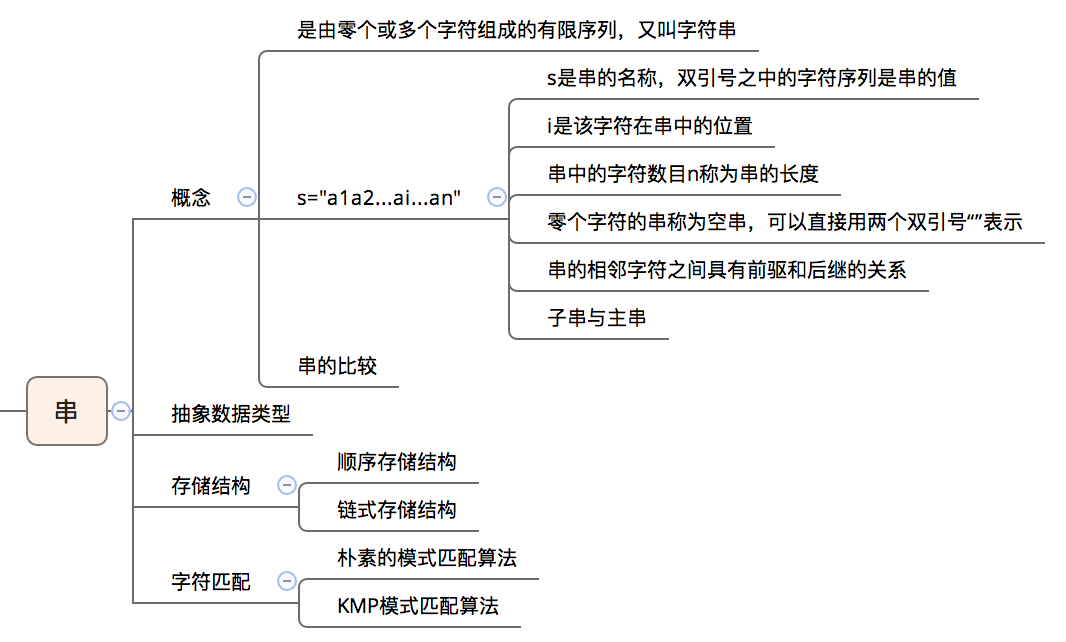 是由零个或多个字符组成的有限序列，又叫字符串
s是串的名称，双引号之中的字符序列是串的值
i是该字符在串中的位置
串中的字符数目n称为串的长度
概念
s="a1a2...ai...an"
零个字符的串称为空串，可以直接用两个双引号“”表示
串的相邻字符之间具有前驱和后继的关系
子串与主串
串的比较
串
抽象数据类型
顺序存储结构
存储结构
链式存储结构
朴素的模式匹配算法
字符匹配
KMP模式匹配算法